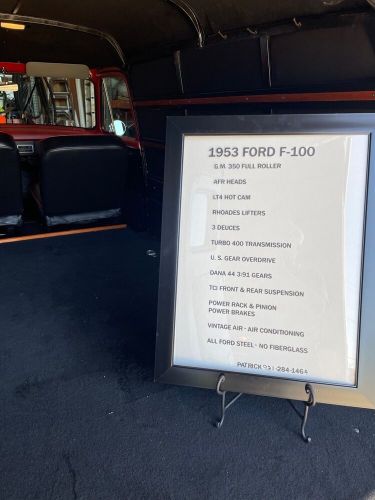 1953 FORD F-100
G.M. 350 FULL ROLLER
AFR HEADS
LT4 HOT CAM
RHOADES LIFTERS
3 DEUCES
TURBO 400 TRANSMISSION
U.S. GEAR OVERDRIVE
DANA 44 3:91 GEARS
TCI FRONT & REAR SUSPENSION
POWER RACK & PINION
POWER BRAKES
VINTAGE AIR - AIR CONDITIONING
ALL FORD STEEL - NO FIBERGLASS
PATRICK